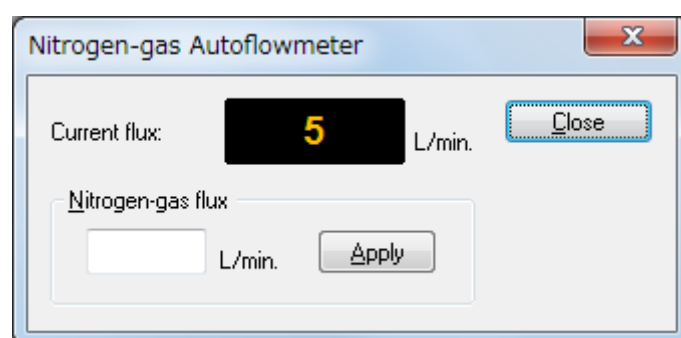 Nitrogen-gas Autoflowmeter
Current flux: 5 L/min. Close
Nitrogen-gas flux
L/min. Apply